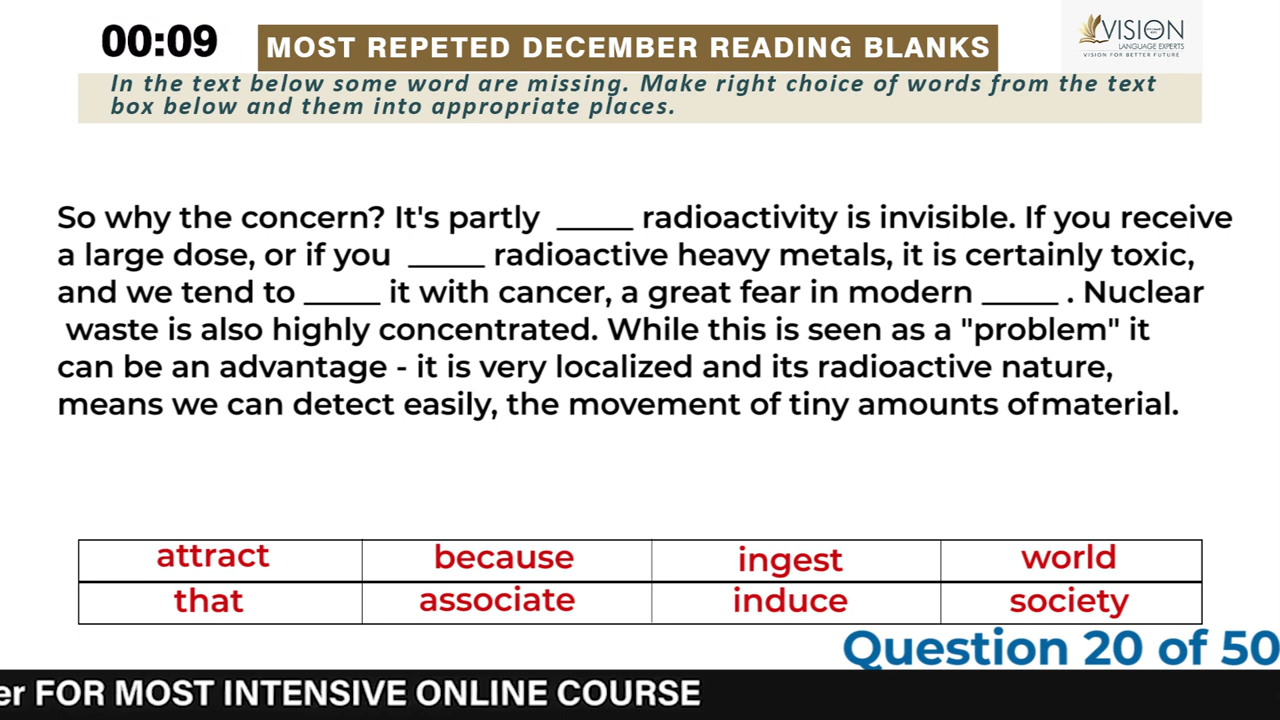 00:09
MOST REPETED DECEMBER READING BLANKS
VISION
LANGUAGE EXPERTS
VISION FOR BETTER FUTURE
In the text below some word are missing. Make right choice of words from the text
box below and them into appropriate places.
So why the concern? It's partly _____ radioactivity is invisible. If you receive
a large dose, or if you _____ radioactive heavy metals, it is certainly toxic,
and we tend to _____ it with cancer, a great fear in modern _____ . Nuclear
waste is also highly concentrated. While this is seen as a "problem" it
can be an advantage - it is very localized and its radioactive nature,
means we can detect easily, the movement of tiny amounts ofmaterial.
attract because ingest world
that associate induce society
Question 20 of 50
er FOR MOST INTENSIVE ONLINE COURSE